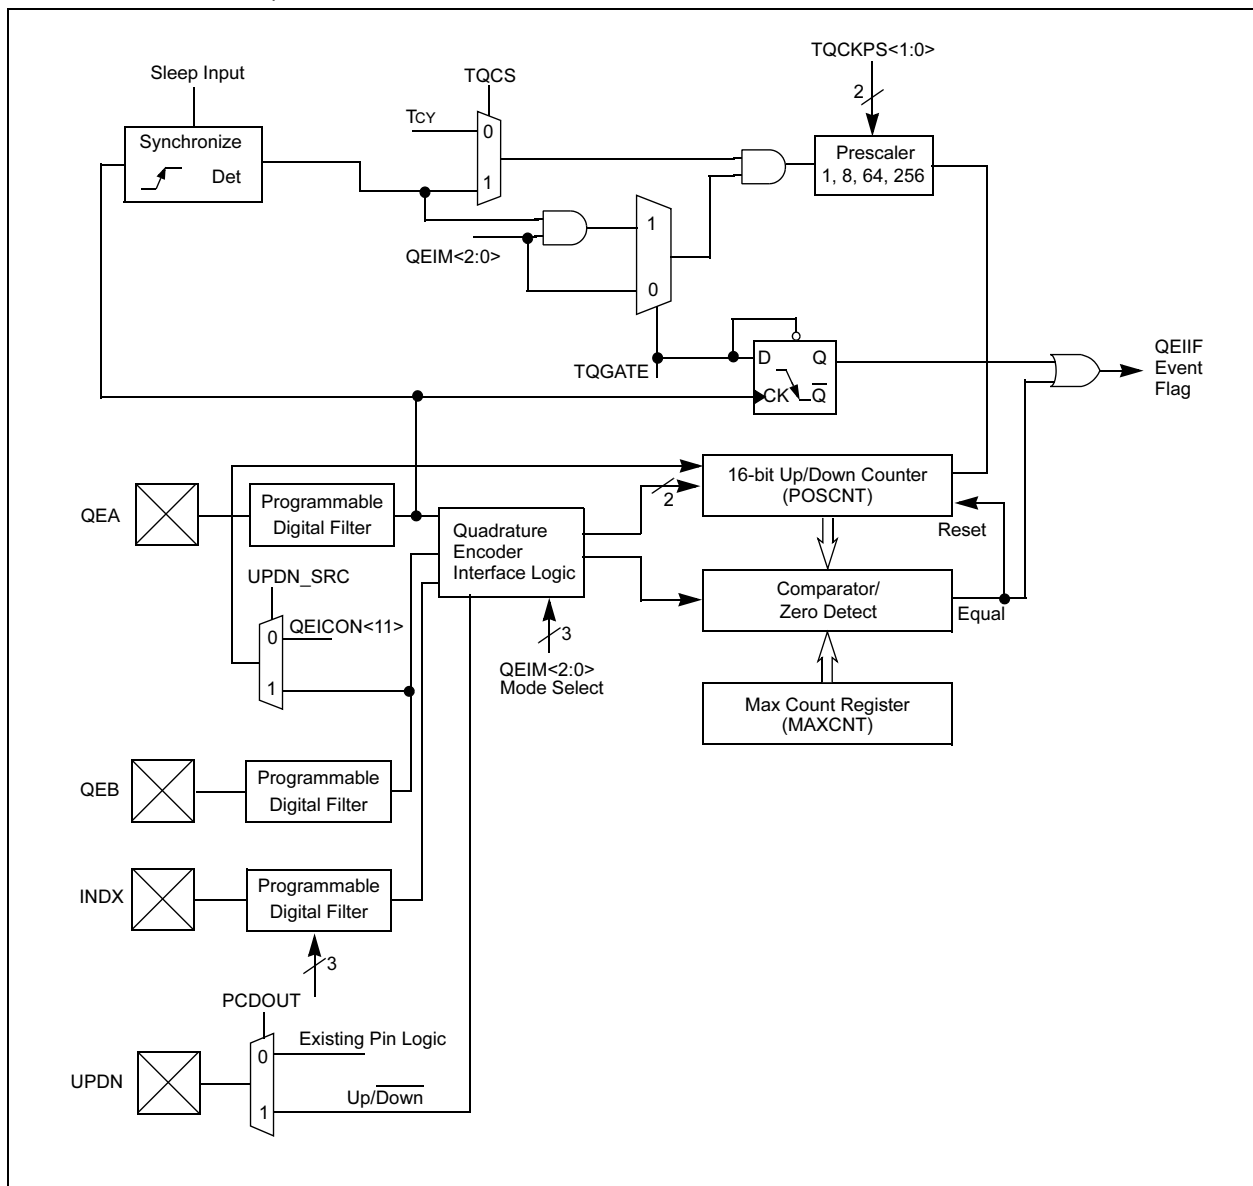 TQCKPS<1:0>
Sleep Input
TQCS
2
TCY
0
Synchronize
Det
1
Prescaler
1, 8, 64, 256
QEIM<2:0>
1
0
TQGATE
D Q
CK Q
QEIIF
Event
Flag
QEA
Programmable
Digital Filter
Quadrature
Encoder
Interface Logic
2
16-bit Up/Down Counter
(POSCNT)
Reset
UPDN_SRC
0
QEICON<11>
1
3
QEIM<2:0>
Mode Select
Comparator/
Zero Detect
Equal
Max Count Register
(MAXCNT)
QEB
Programmable
Digital Filter
INDX
Programmable
Digital Filter
3
PCDOUT
0
Existing Pin Logic
UPDN
1
Up/Down